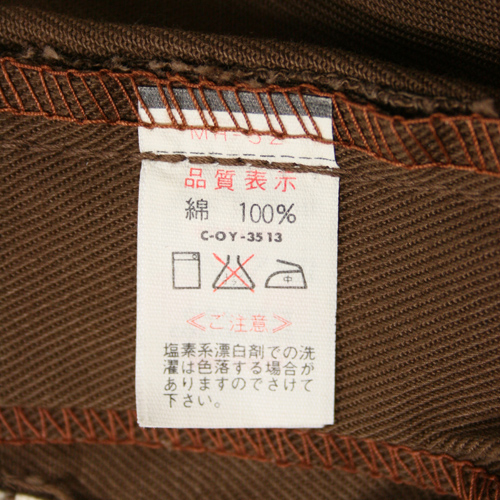 品質表示
綿 100%
C-OY-3513
中
《ご注意》
塩素系漂白剤での洗
濯は色落する場合が
ありますのでさけて
下さい。